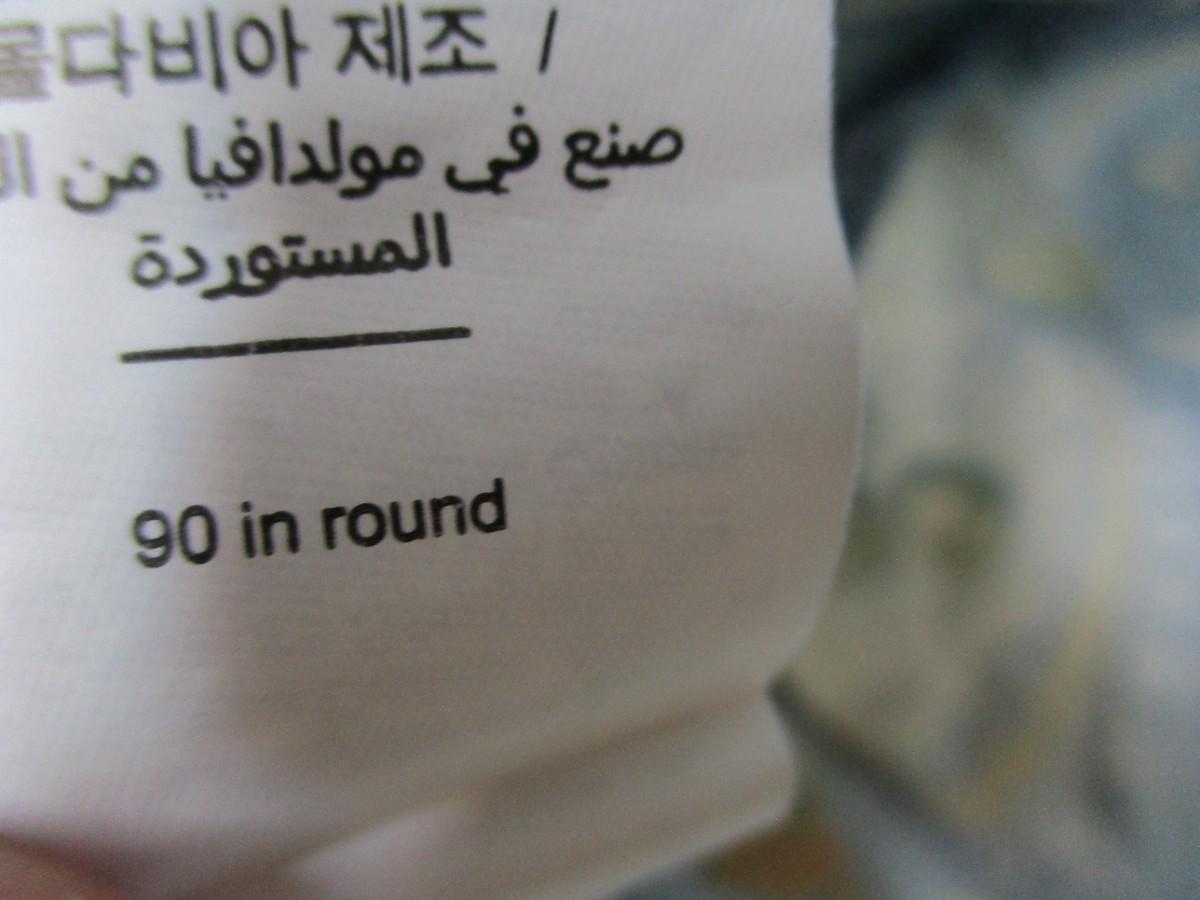 몰다비아 제조 /
صنع في مولدافيا من
المستوردة
90 in round